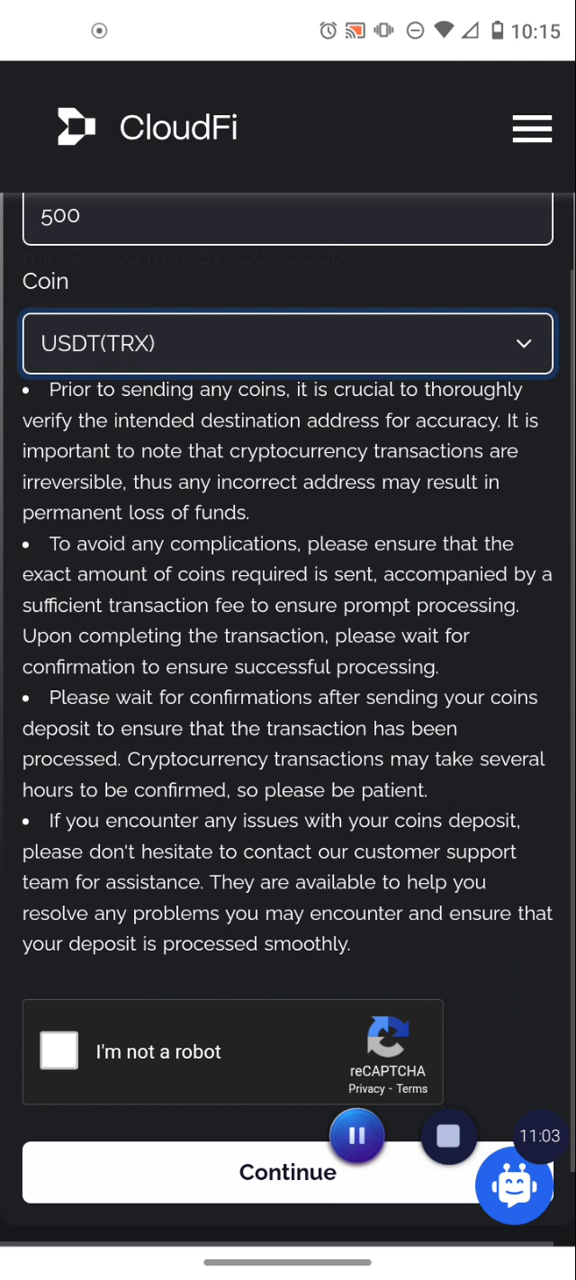 10:15
CloudFi
500
Coin
USDT(TRX)
• Prior to sending any coins, it is crucial to thoroughly
verify the intended destination address for accuracy. It is
important to note that cryptocurrency transactions are
irreversible, thus any incorrect address may result in
permanent loss of funds.
• To avoid any complications, please ensure that the
exact amount of coins required is sent, accompanied by a
sufficient transaction fee to ensure prompt processing.
Upon completing the transaction, please wait for
confirmation to ensure successful processing.
• Please wait for confirmations after sending your coins
deposit to ensure that the transaction has been
processed. Cryptocurrency transactions may take several
hours to be confirmed, so please be patient.
• If you encounter any issues with your coins deposit,
please don't hesitate to contact our customer support
team for assistance. They are available to help you
resolve any problems you may encounter and ensure that
your deposit is processed smoothly.
I'm not a robot
reCAPTCHA
Privacy - Terms
11:03
Continue